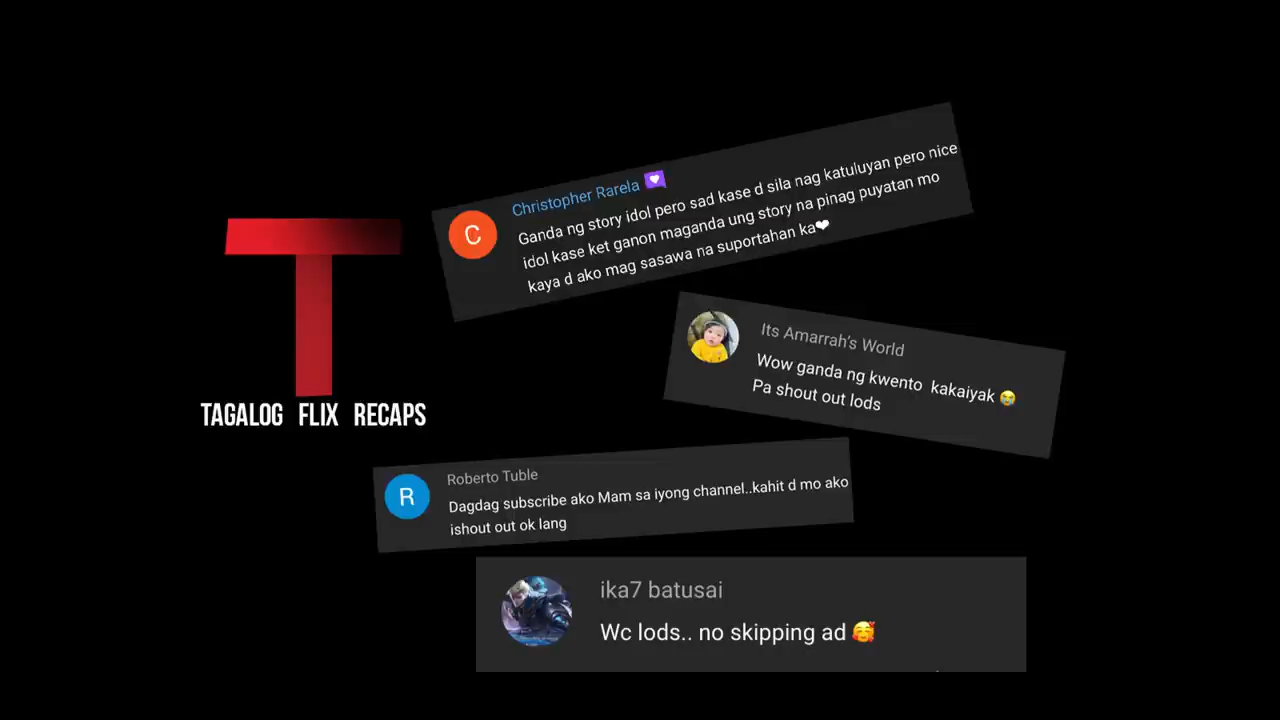 T
TAGALOG FLIX RECAPS
C
Christopher Rarela
Ganda ng story idol pero sad kase d sila nag katuluyan pero nice
idol kase ket ganon maganda ung story na pinag puyatan mo
kaya d ako mag sasawa na suportahan ka❤
Its Amarrah's World
Wow ganda ng kwento kakaiyak 😭
Pa shout out lods
R
Roberto Tuble
Dagdag subscribe ako Mam sa iyong channel..kahit d mo ako
ishout out ok lang
ika7 batusai
Wc lods.. no skipping ad 🥰